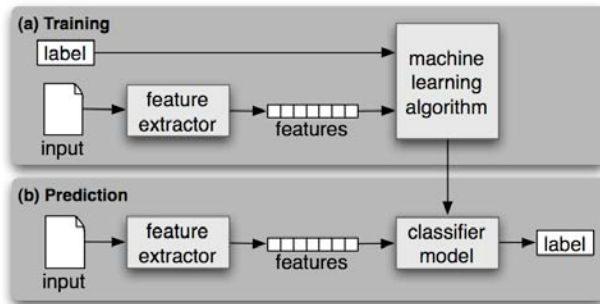 (a) Training
label
machine
learning
algorithm
feature
extractor
features
input
(b) Prediction
feature
extractor
features
input
classifier
model
label